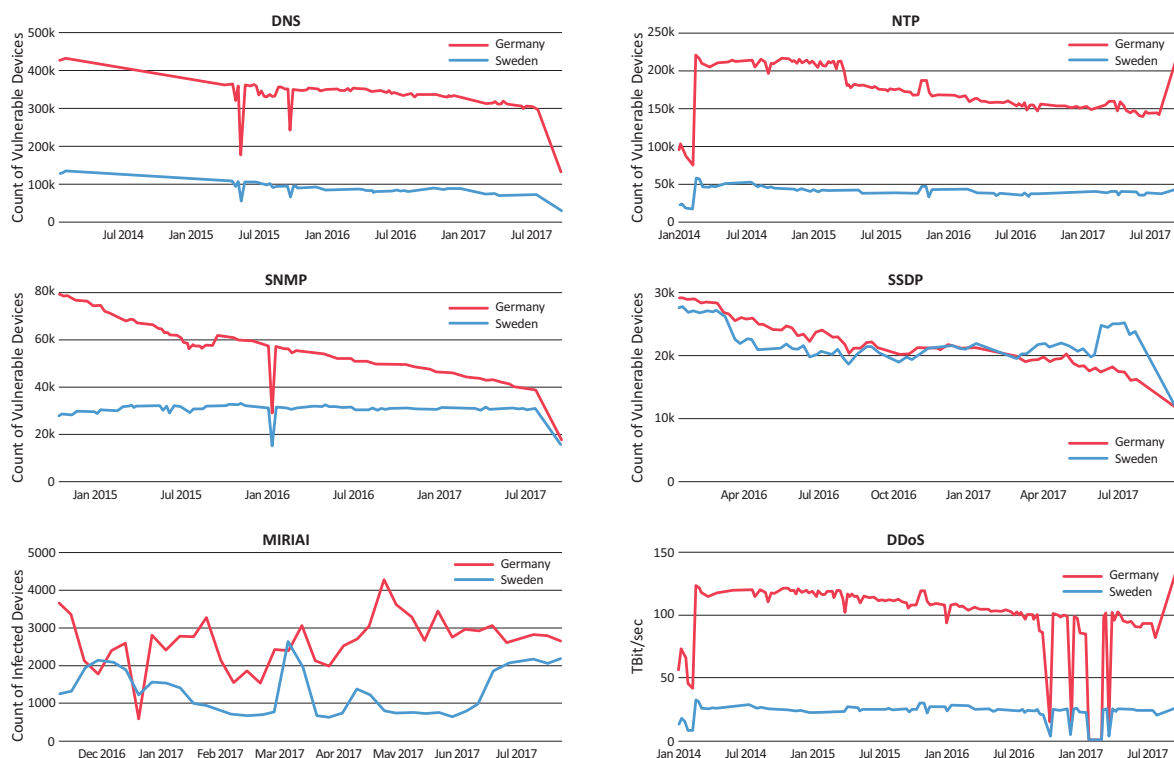 DNS
Count of Vulnerable Devices
500k
400k
300k
200k
100k
0
Jul 2014
Jan 2015
Jul 2015
Jan 2016
Jul 2016
Jan 2017
Jul 2017
Germany
Sweden
NTP
Count of Vulnerable Devices
250k
200k
150k
100k
50k
0
Jan 2014
Jul 2014
Jan 2015
Jul 2015
Jan 2016
Jul 2016
Jan 2017
Jul 2017
Germany
Sweden
SNMP
Count of Vulnerable Devices
80k
60k
40k
20k
0
Jan 2015
Jul 2015
Jan 2016
Jul 2016
Jan 2017
Jul 2017
Germany
Sweden
SSDP
Count of Vulnerable Devices
30k
20k
10k
0
Apr 2016
Jul 2016
Oct 2016
Jan 2017
Apr 2017
Jul 2017
Germany
Sweden
MIRIAI
Count of Infected Devices
5000
4000
3000
2000
1000
0
Dec 2016
Jan 2017
Feb 2017
Mar 2017
Apr 2017
May 2017
Jun 2017
Jul 2017
Germany
Sweden
DDoS
TBit/sec
150
100
50
0
Jan 2014
Jul 2014
Jan 2015
Jul 2015
Jan 2016
Jul 2016
Jan 2017
Jul 2017
Germany
Sweden